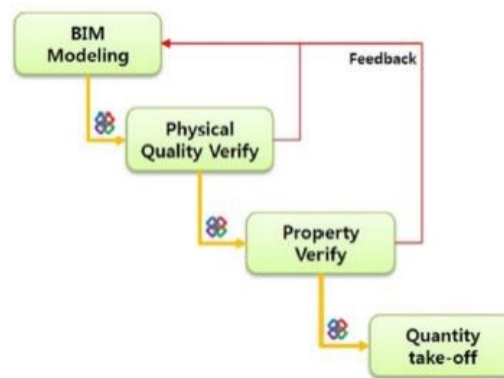 BIM
Modeling
Feedback
Physical
Quality Verify
Property
Verify
Quantity
take-off